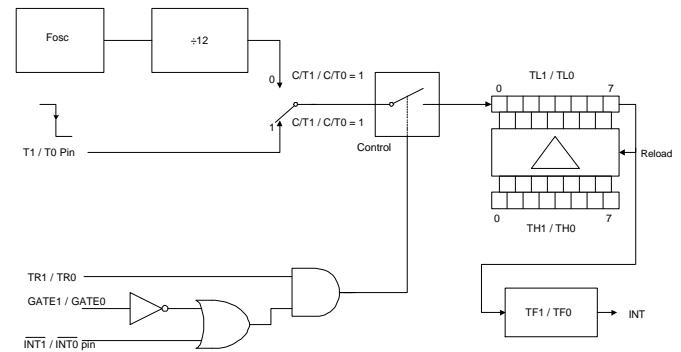 Fosc
÷12
0
C/T1 / C/T0 = 1
1
C/T1 / C/T0 = 1
T1 / T0 Pin
Control
TL1 / TL0
0 7
Reload
0 7
TH1 / TH0
TR1 / TR0
GATE1 / GATE0
INT1 / INT0 pin
TF1 / TF0
INT